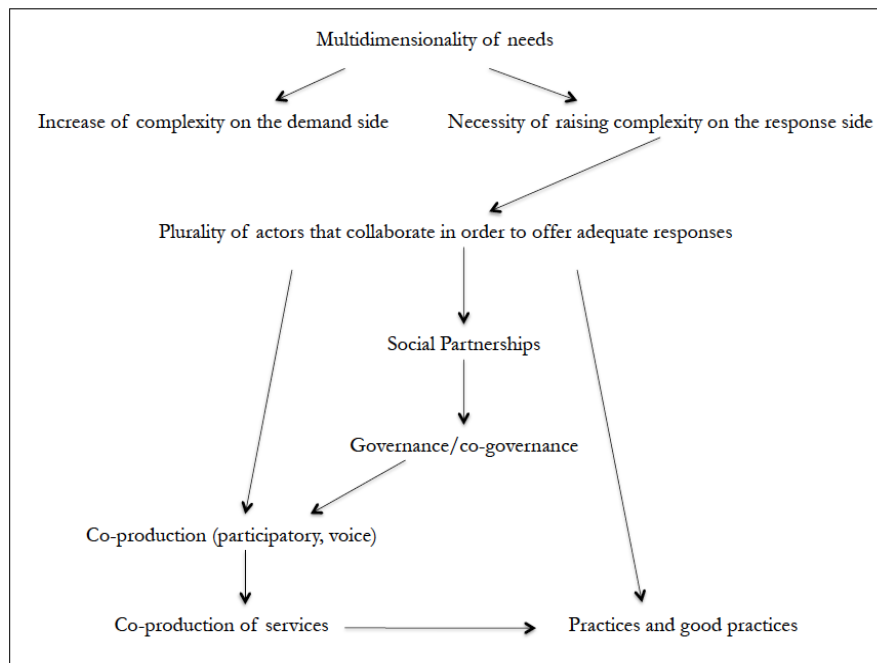 Multidimensionality of needs
Increase of complexity on the demand side
Necessity of raising complexity on the response side
Plurality of actors that collaborate in order to offer adequate responses
Social Partnerships
Governance/co-governance
Co-production (participatory, voice)
Co-production of services
Practices and good practices